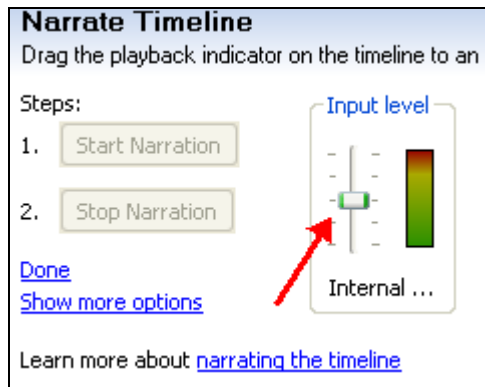 Narrate Timeline
Drag the playback indicator on the timeline to an
Steps:
Input level
1. Start Narration
2. Stop Narration
Done
Internal ...
Show more options
Learn more about narrating the timeline